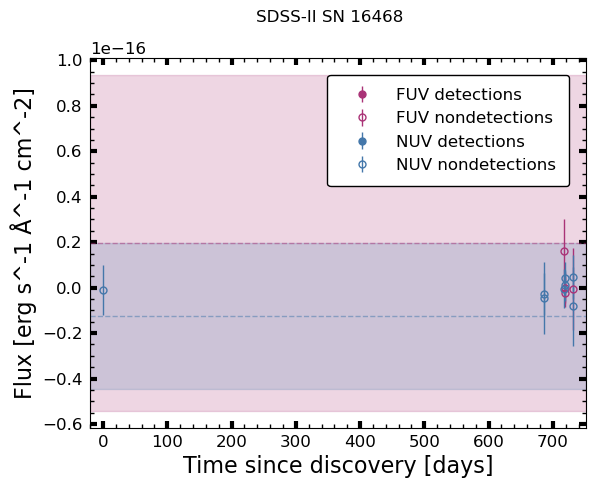 SDSS-II SN 16468
1e−16
1.0
0.8
0.6
0.4
0.2
0.0
−0.2
−0.4
−0.6
Flux [erg s^-1 Å^-1 cm^-2]
FUV detections
FUV nondetections
NUV detections
NUV nondetections
0 100 200 300 400 500 600 700
Time since discovery [days]